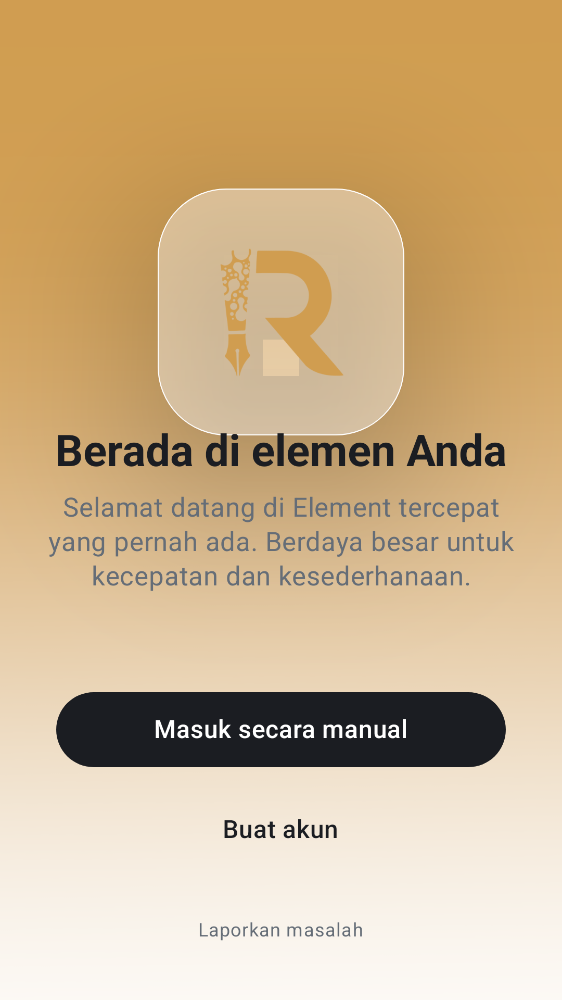 R
Berada di elemen Anda
Selamat datang di Element tercepat
yang pernah ada. Berdaya besar untuk
kecepatan dan kesederhanaan.
Masuk secara manual
Buat akun
Laporkan masalah